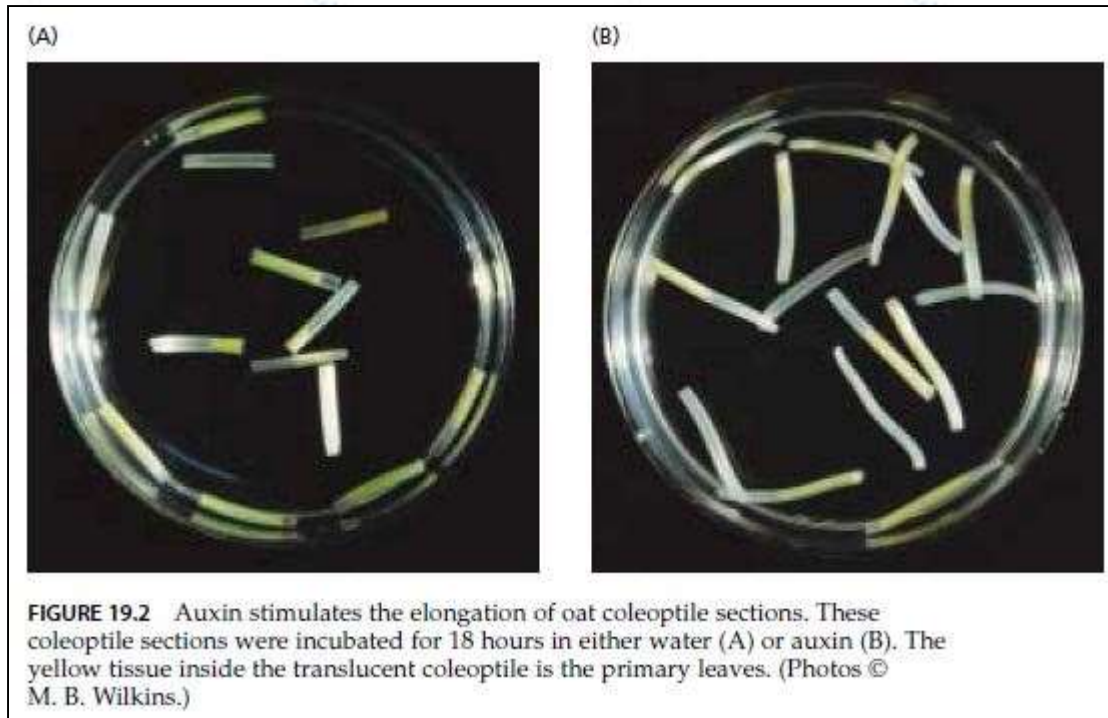 (A)
(B)
FIGURE 19.2 Auxin stimulates the elongation of oat coleoptile sections. These
coleoptile sections were incubated for 18 hours in either water (A) or auxin (B). The
yellow tissue inside the translucent coleoptile is the primary leaves. (Photos ©
M. B. Wilkins.)